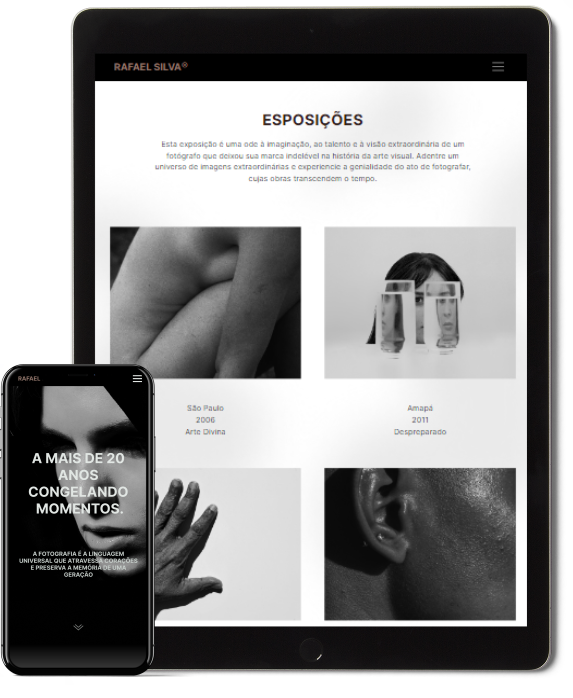 RAFAEL SILVA®
ESPOSIÇÕES
Esta exposição é uma ode à imaginação, ao talento e à visão extraordinária de um
fotógrafo que deixou sua marca indelével na história da arte visual. Adentre um
universo de imagens extraordinárias e experiencie a genialidade do ato de fotografar,
cujas obras transcendem o tempo.
São Paulo
2006
Arte Divina
Amapá
2011
Despreparado
RAFAEL
A MAIS DE 20
ANOS
CONGELANDO
MOMENTOS.
A FOTOGRAFIA É A LINGUAGEM
UNIVERSAL QUE ATRAVESSA CORAÇÕES
E PRESERVA A MEMÓRIA DE UMA
GERAÇÃO